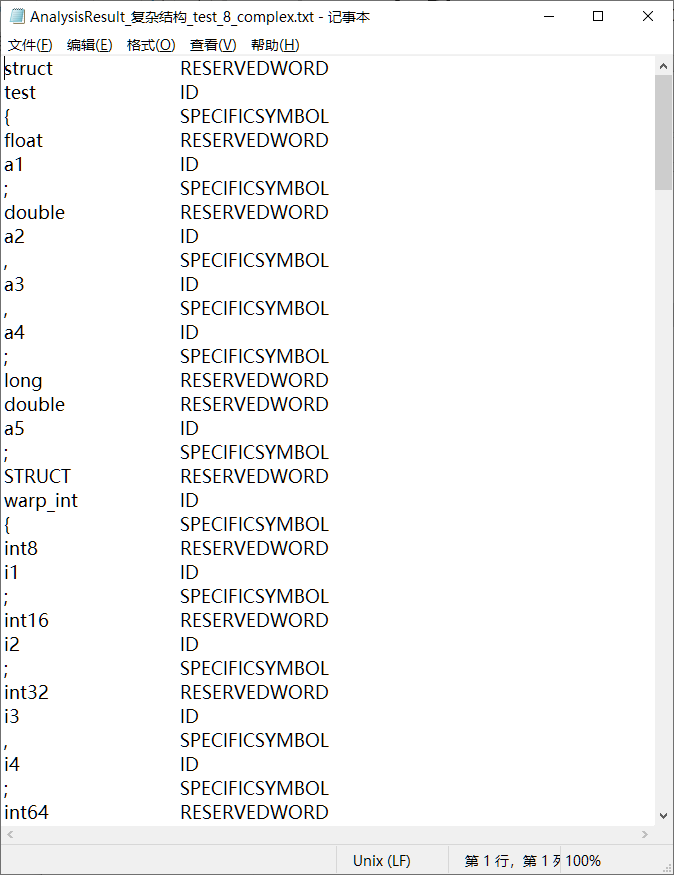 AnalysisResult_复杂结构_test_8_complex.txt - 记事本
文件(F) 编辑(E) 格式(O) 查看(V) 帮助(H)
struct RESERVEDWORD
test ID
{ SPECIFICSYMBOL
float RESERVEDWORD
a1 ID
; SPECIFICSYMBOL
double RESERVEDWORD
a2 ID
, SPECIFICSYMBOL
a3 ID
, SPECIFICSYMBOL
a4 ID
; SPECIFICSYMBOL
long RESERVEDWORD
double RESERVEDWORD
a5 ID
; SPECIFICSYMBOL
STRUCT RESERVEDWORD
warp_int ID
{ SPECIFICSYMBOL
int8 RESERVEDWORD
i1 ID
; SPECIFICSYMBOL
int16 RESERVEDWORD
i2 ID
; SPECIFICSYMBOL
int32 RESERVEDWORD
i3 ID
, SPECIFICSYMBOL
i4 ID
; SPECIFICSYMBOL
int64 RESERVEDWORD
Unix (LF) 第 1 行，第 1 列 100%